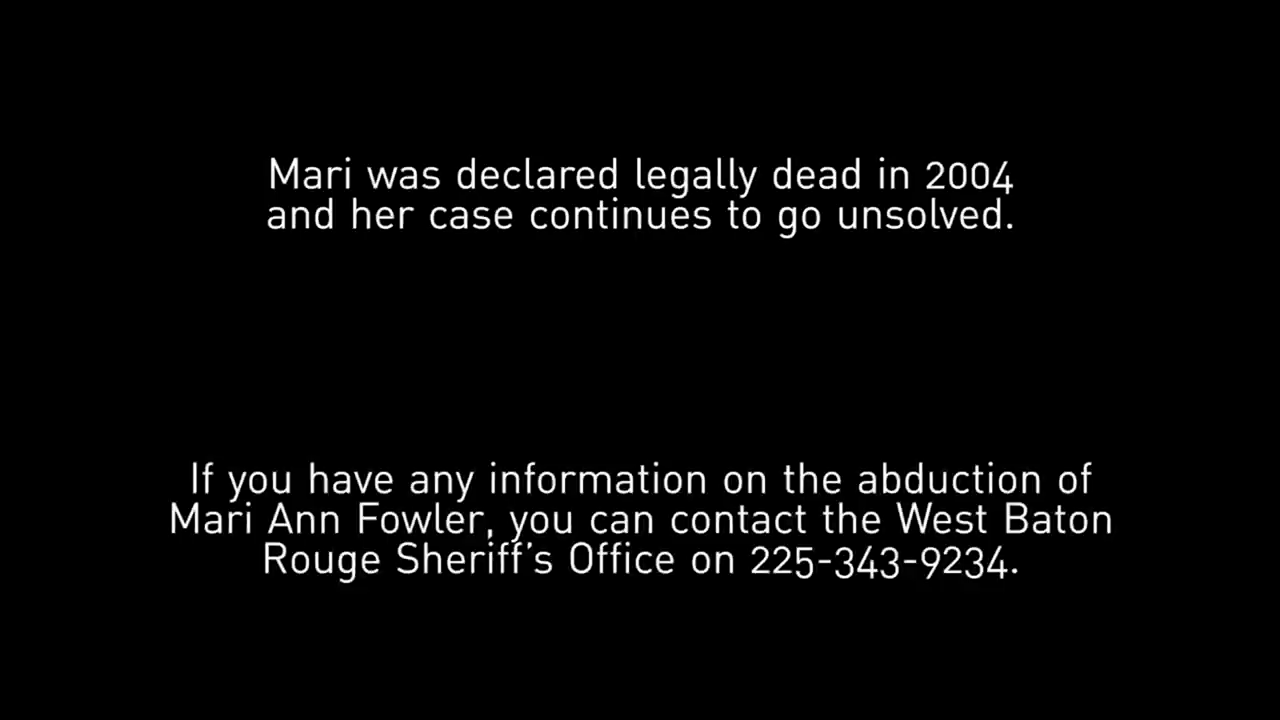 Mari was declared legally dead in 2004
and her case continues to go unsolved.
If you have any information on the abduction of
Mari Ann Fowler, you can contact the West Baton
Rouge Sheriff's Office on 225-343-9234.